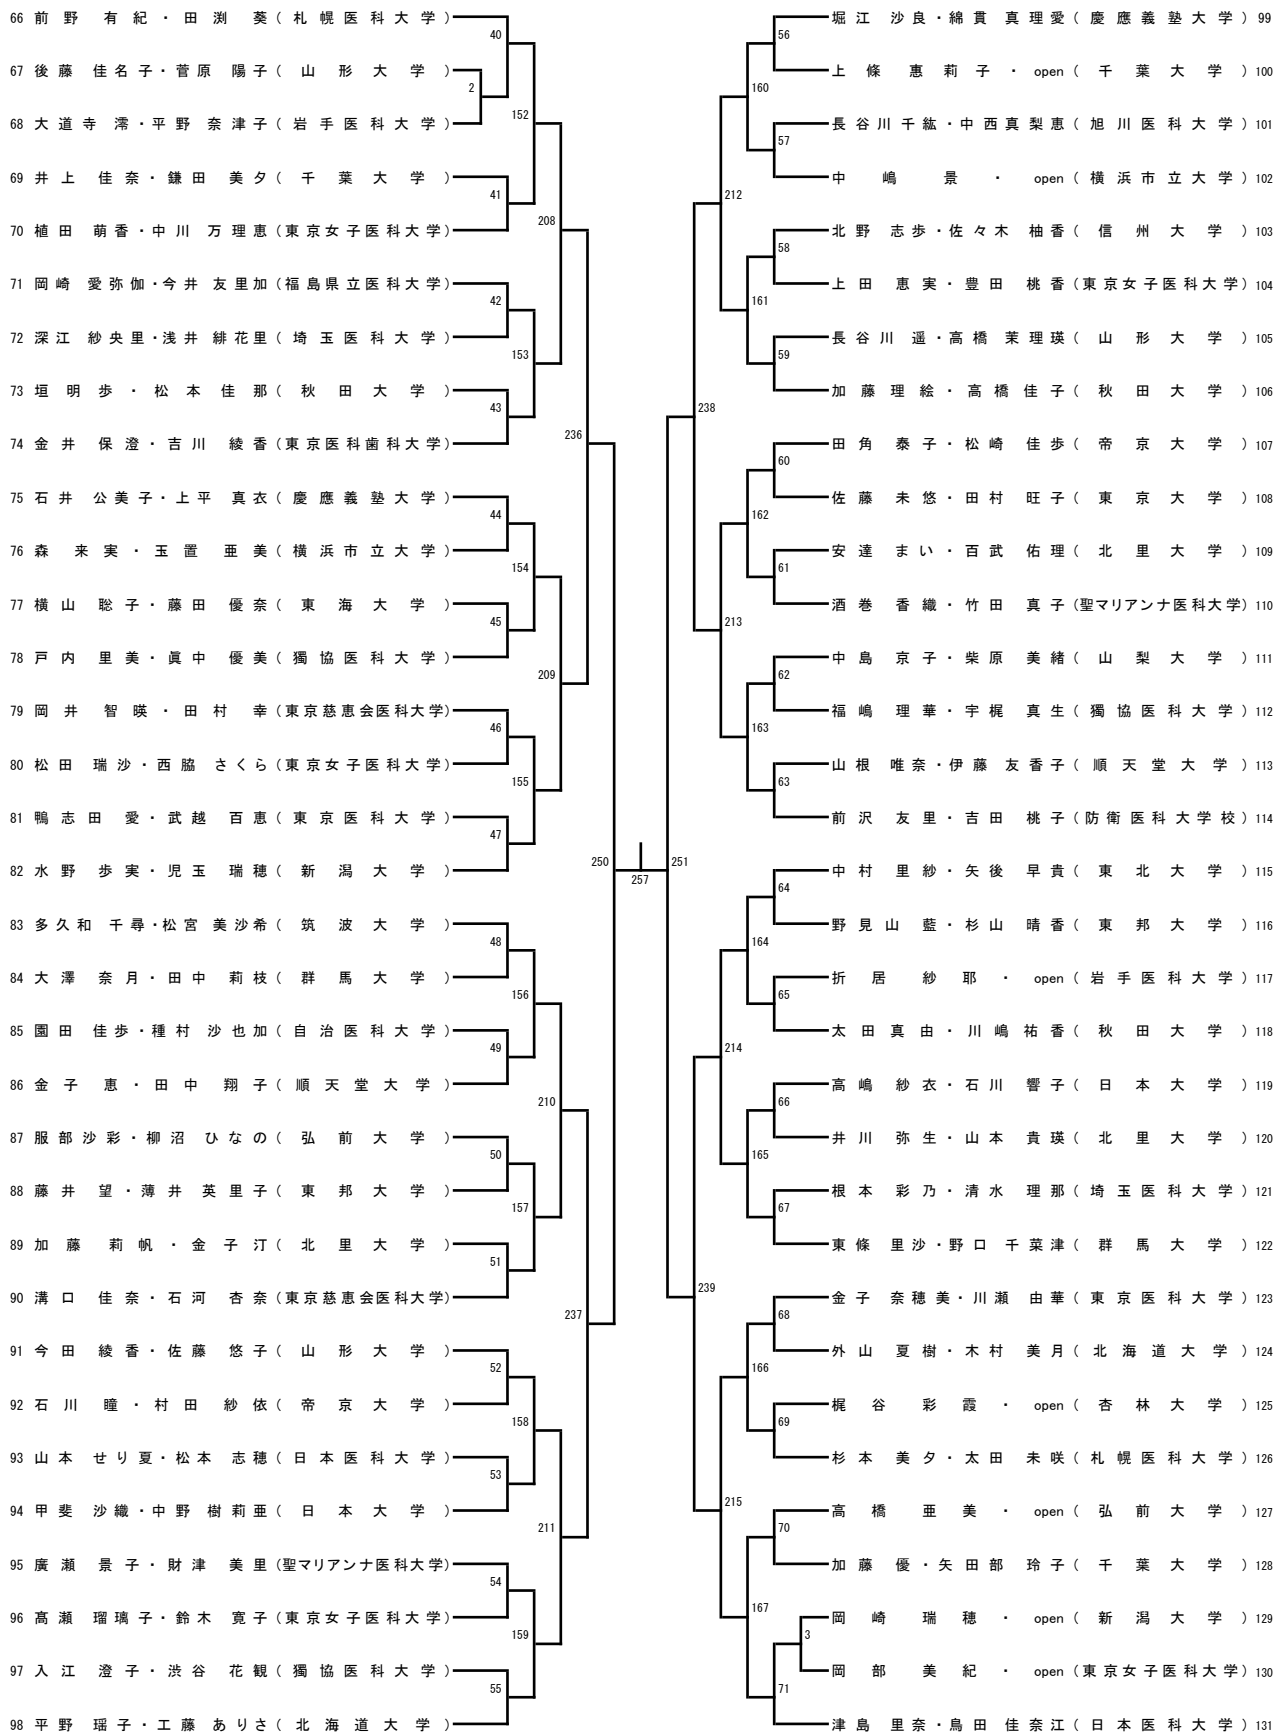 66 前野 有紀・田渕 葵(札幌医科大学)
40
67 後藤 佳名子・菅原 陽子(山形大学)
2
68 大道寺 澪・平野 奈津子(岩手医科大学)
152
69 井上 佳奈・鎌田 美夕(千葉大学)
41
70 植田 萌香・中川 万理恵(東京女子医科大学)
208
71 岡崎 愛弥伽・今井 友里加(福島県立医科大学)
42
72 深江 紗央里・浅井 緋花里(埼玉医科大学)
153
73 垣 明歩・松本 佳那(秋田大学)
43
74 金井 保澄・吉川 綾香(東京医科歯科大学)
236
75 石井 公美子・上平 真衣(慶應義塾大学)
44
76 森 来実・玉置 亜美(横浜市立大学)
154
77 横山 聡子・藤田 優奈(東海大学)
45
78 戸内 里美・眞中 優美(獨協医科大学)
209
79 岡井 智暎・田村 幸(東京慈恵会医科大学)
46
80 松田 瑞沙・西脇 さくら(東京女子医科大学)
155
81 鴨志田 愛・武越 百恵(東京医科大学)
47
82 水野 歩実・児玉 瑞穂(新潟大学)
250
83 多久和 千尋・松宮 美沙希(筑波大学)
48
84 大澤 奈月・田中 莉枝(群馬大学)
156
85 園田 佳歩・種村 沙也加(自治医科大学)
49
86 金子 恵・田中 翔子(順天堂大学)
210
87 服部沙彩・柳沼 ひなの(弘前大学)
50
88 藤井 望・薄井 英里子(東邦大学)
157
89 加藤 莉帆・金子汀(北里大学)
51
90 溝口 佳奈・石河 杏奈(東京慈恵会医科大学)
237
91 今田 綾香・佐藤 悠子(山形大学)
52
92 石川 瞳・村田 紗依(帝京大学)
158
93 山本 せり夏・松本 志穂(日本医科大学)
53
94 甲斐 沙織・中野 樹莉亜(日本大学)
211
95 廣瀬 景子・財津 美里(聖マリアンナ医科大学)
54
96 高瀬 瑠璃子・鈴木 寛子(東京女子医科大学)
159
97 入江 澄子・渋谷 花観(獨協医科大学)
55
98 平野 瑶子・工藤 ありさ(北海道大学)
257
堀江 沙良・綿貫 真理愛(慶應義塾大学) 99
56
上條 惠莉子・open(千葉大学) 100
160
長谷川千紘・中西真梨恵(旭川医科大学) 101
57
中嶋 景・open(横浜市立大学) 102
212
北野 志歩・佐々木 柚香(信州大学) 103
58
上田 恵実・豊田 桃香(東京女子医科大学) 104
161
長谷川 遥・高橋 茉理瑛(山形大学) 105
59
加藤理絵・高橋佳子(秋田大学) 106
238
田角 泰子・松崎 佳歩(帝京大学) 107
60
佐藤 未悠・田村 旺子(東京大学) 108
162
安達 まい・百武 佑理(北里大学) 109
61
酒巻 香織・竹田 真子(聖マリアンナ医科大学) 110
213
中島 京子・柴原 美緒(山梨大学) 111
62
福嶋 理華・宇梶 真生(獨協医科大学) 112
163
山根 唯奈・伊藤 友香子(順天堂大学) 113
63
前沢 友里・吉田 桃子(防衛医科大学校) 114
251
中村 里紗・矢後 早貴(東北大学) 115
64
野見山 藍・杉山 晴香(東邦大学) 116
164
折居 紗耶・open(岩手医科大学) 117
65
太田真由・川嶋祐香(秋田大学) 118
214
高嶋 紗衣・石川 響子(日本大学) 119
66
井川 弥生・山本 貴瑛(北里大学) 120
165
根本 彩乃・清水 理那(埼玉医科大学) 121
67
東條 里沙・野口 千菜津(群馬大学) 122
239
金子 奈穂美・川瀬 由華(東京医科大学) 123
68
外山 夏樹・木村 美月(北海道大学) 124
166
梶谷 彩霞・open(杏林大学) 125
69
杉本 美夕・太田 未咲(札幌医科大学) 126
215
高橋 亜美・open(弘前大学) 127
70
加藤 優・矢田部 玲子(千葉大学) 128
167
岡崎 瑞穂・open(新潟大学) 129
3
岡部 美紀・open(東京女子医科大学) 130
71
津島 里奈・鳥田 佳奈江(日本医科大学) 131